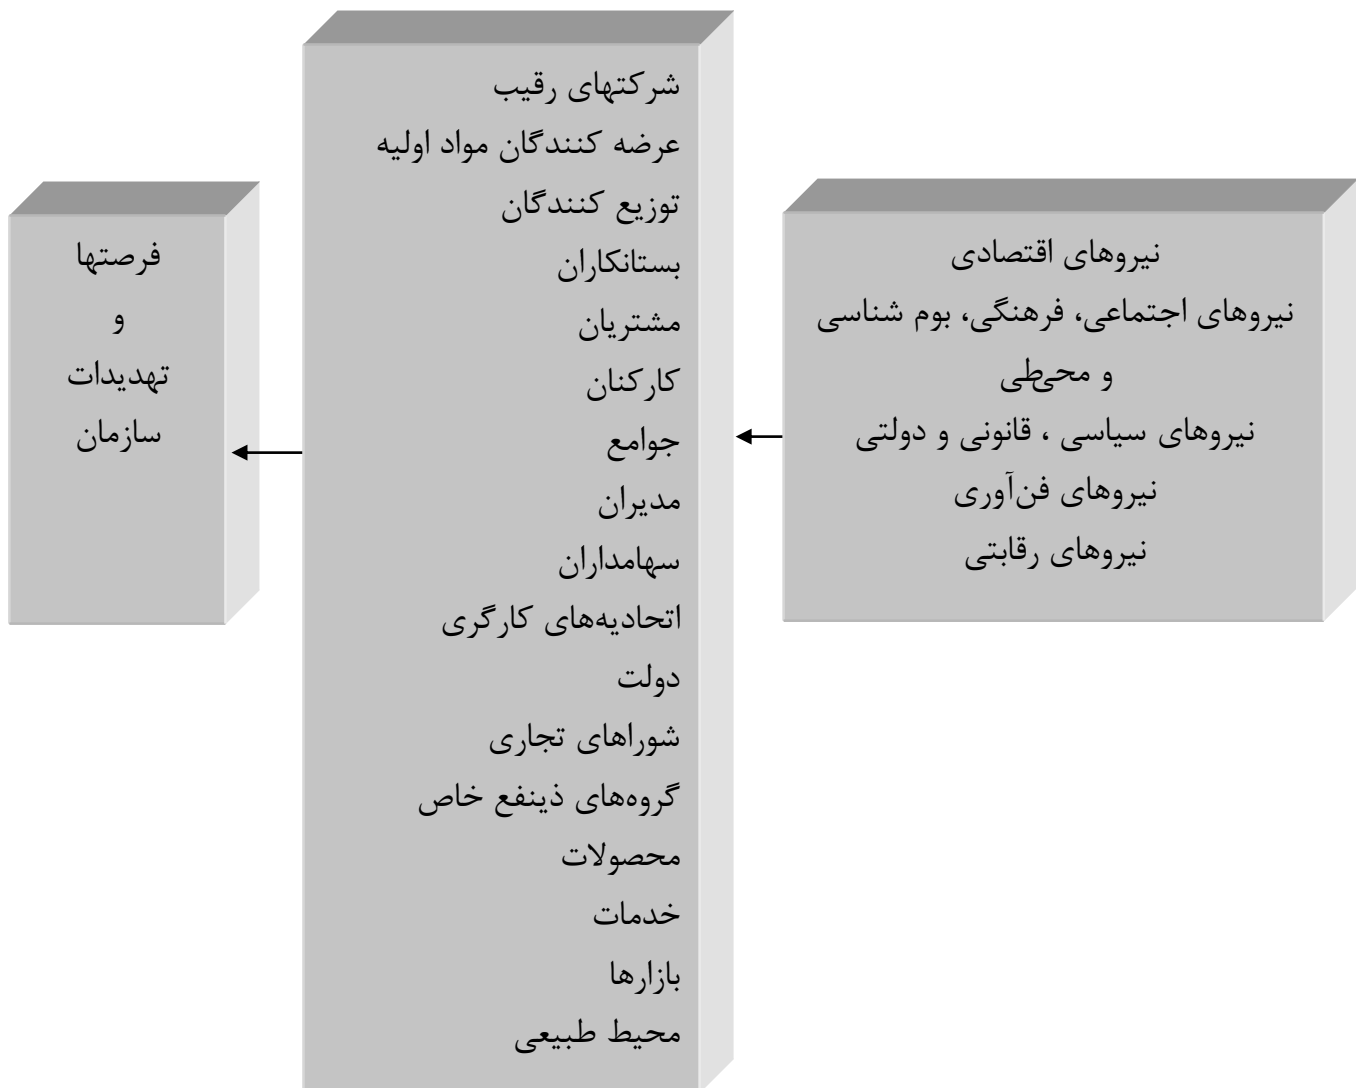 نیروهای اقتصادی
نیروهای اجتماعی، فرهنگی، بوم شناسی
و محیطی
نیروهای سیاسی ، قانونی و دولتی
نیروهای فن‌آوری
نیروهای رقابتی
شرکتهای رقیب
عرضه کنندگان مواد اولیه
توزیع کنندگان
بستانکاران
مشتریان
کارکنان
جوامع
مدیران
سهامداران
اتحادیه‌های کارگری
دولت
شوراهای تجاری
گروه‌های ذینفع خاص
محصولات
خدمات
بازارها
محیط طبیعی
فرصتها
و
تهدیدات
سازمان